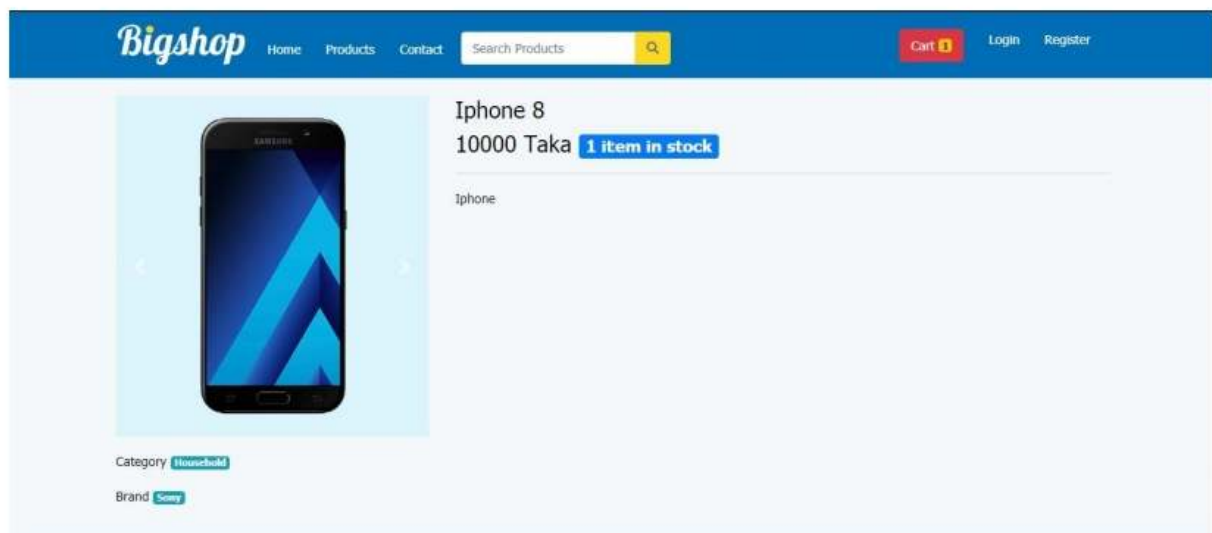 Bigshop Home Products Contact Search Products Cart 1 Login Register
SAMSUNG
Iphone 8
10000 Taka 1 item in stock
Iphone
Category Household
Brand Sony